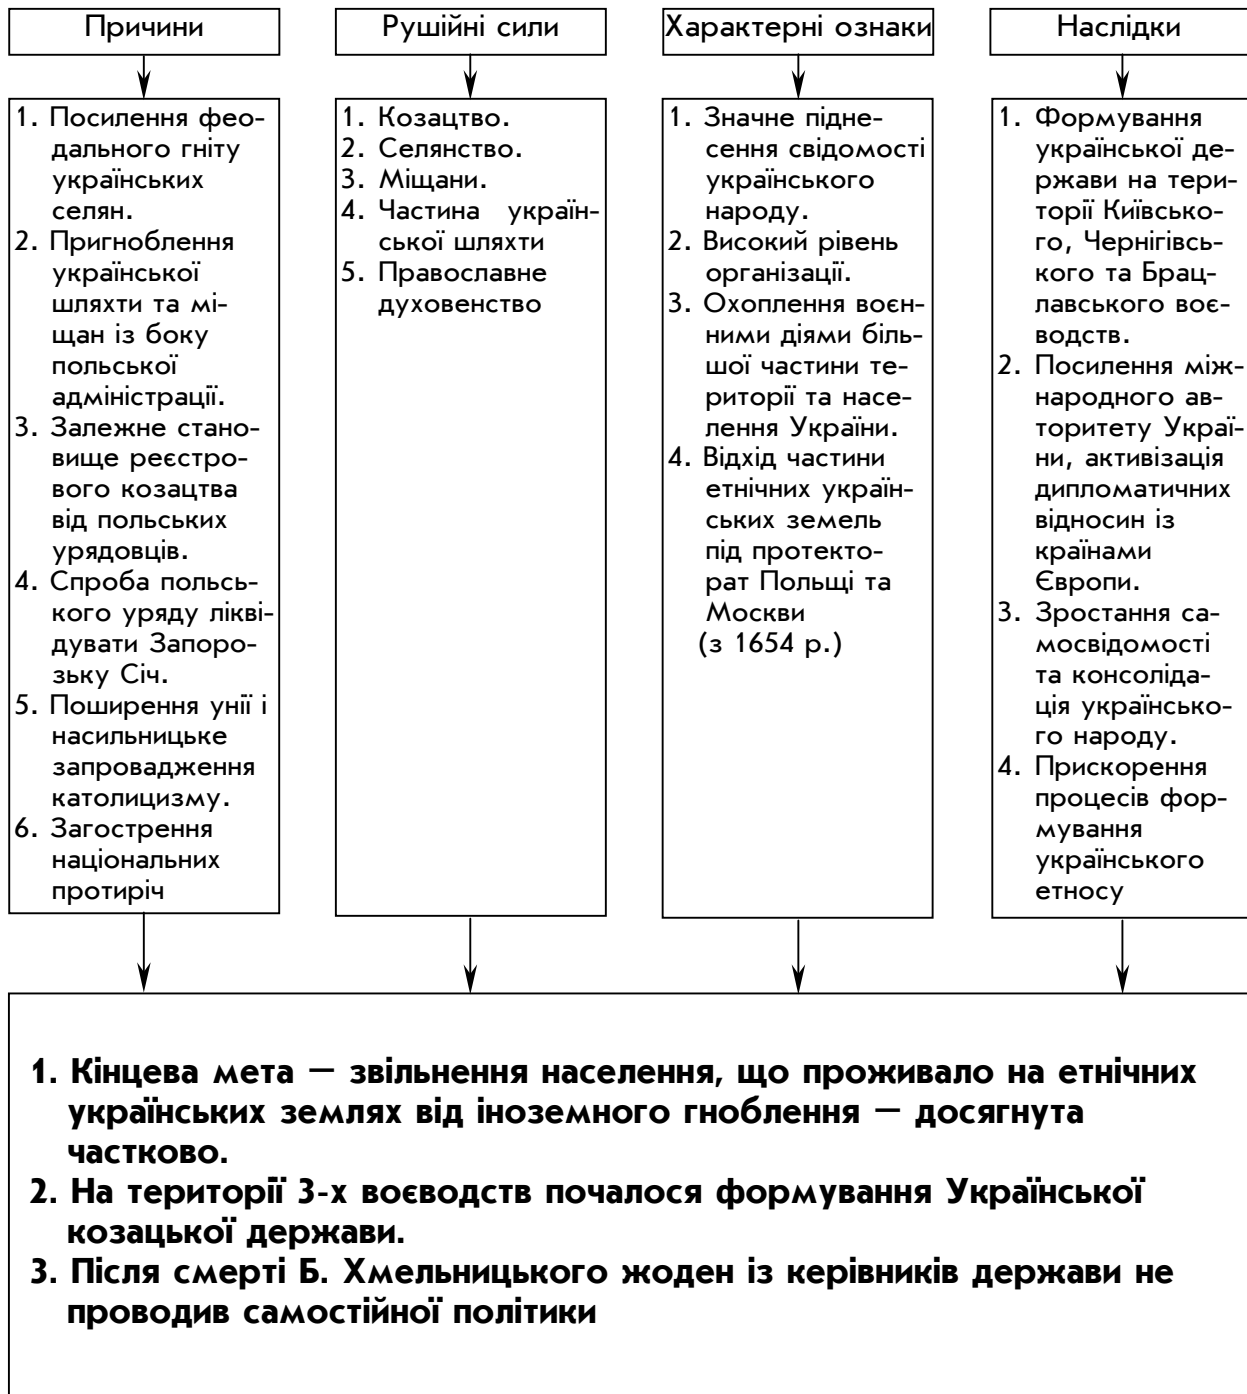 Причини
1. Посилення фео-
дального гніту
українських
селян.
2. Пригноблення
української
шляхти та мі-
щан із боку
польської
адміністрації.
3. Залежне стано-
вище реєстро-
вого козацтва
від польських
урядовців.
4. Спроба польсь-
кого уряду лікві-
дувати Запоро-
зьку Січ.
5. Поширення унії і
насильницьке
запровадження
католицизму.
6. Загострення
національних
протиріч
Рушійні сили
1. Козацтво.
2. Селянство.
3. Міщани.
4. Частина україн-
ської шляхти
5. Православне
духовенство
Характерні ознаки
1. Значне підне-
сення свідомості
українського
народу.
2. Високий рівень
організації.
3. Охоплення воєн-
ними діями біль-
шої частини те-
риторії та насе-
лення України.
4. Відхід частини
етнічних україн-
ських земель
під протекто-
рат Польщі та
Москви
(з 1654 р.)
Наслідки
1. Формування
української де-
ржави на тери-
торії Київсько-
го, Чернігівсь-
кого та Брац-
лавського воє-
водств.
2. Посилення між-
народного ав-
торитету Украї-
ни, активізація
дипломатичних
відносин із
країнами
Європи.
3. Зростання са-
мосвідомості
та консоліда-
ція українсько-
го народу.
4. Прискорення
процесів фор-
мування
українського
етносу
1. Кінцева мета — звільнення населення, що проживало на етнічних
українських землях від іноземного гноблення — досягнута
частково.
2. На території 3-х воєводств почалося формування Української
козацької держави.
3. Після смерті Б. Хмельницького жоден із керівників держави не
проводив самостійної політики